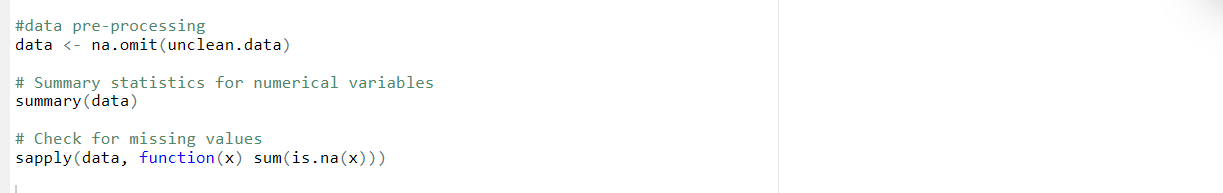 #data pre-processing
data <- na.omit(unclean.data)
# Summary statistics for numerical variables
summary(data)
# Check for missing values
sapply(data, function(x) sum(is.na(x)))